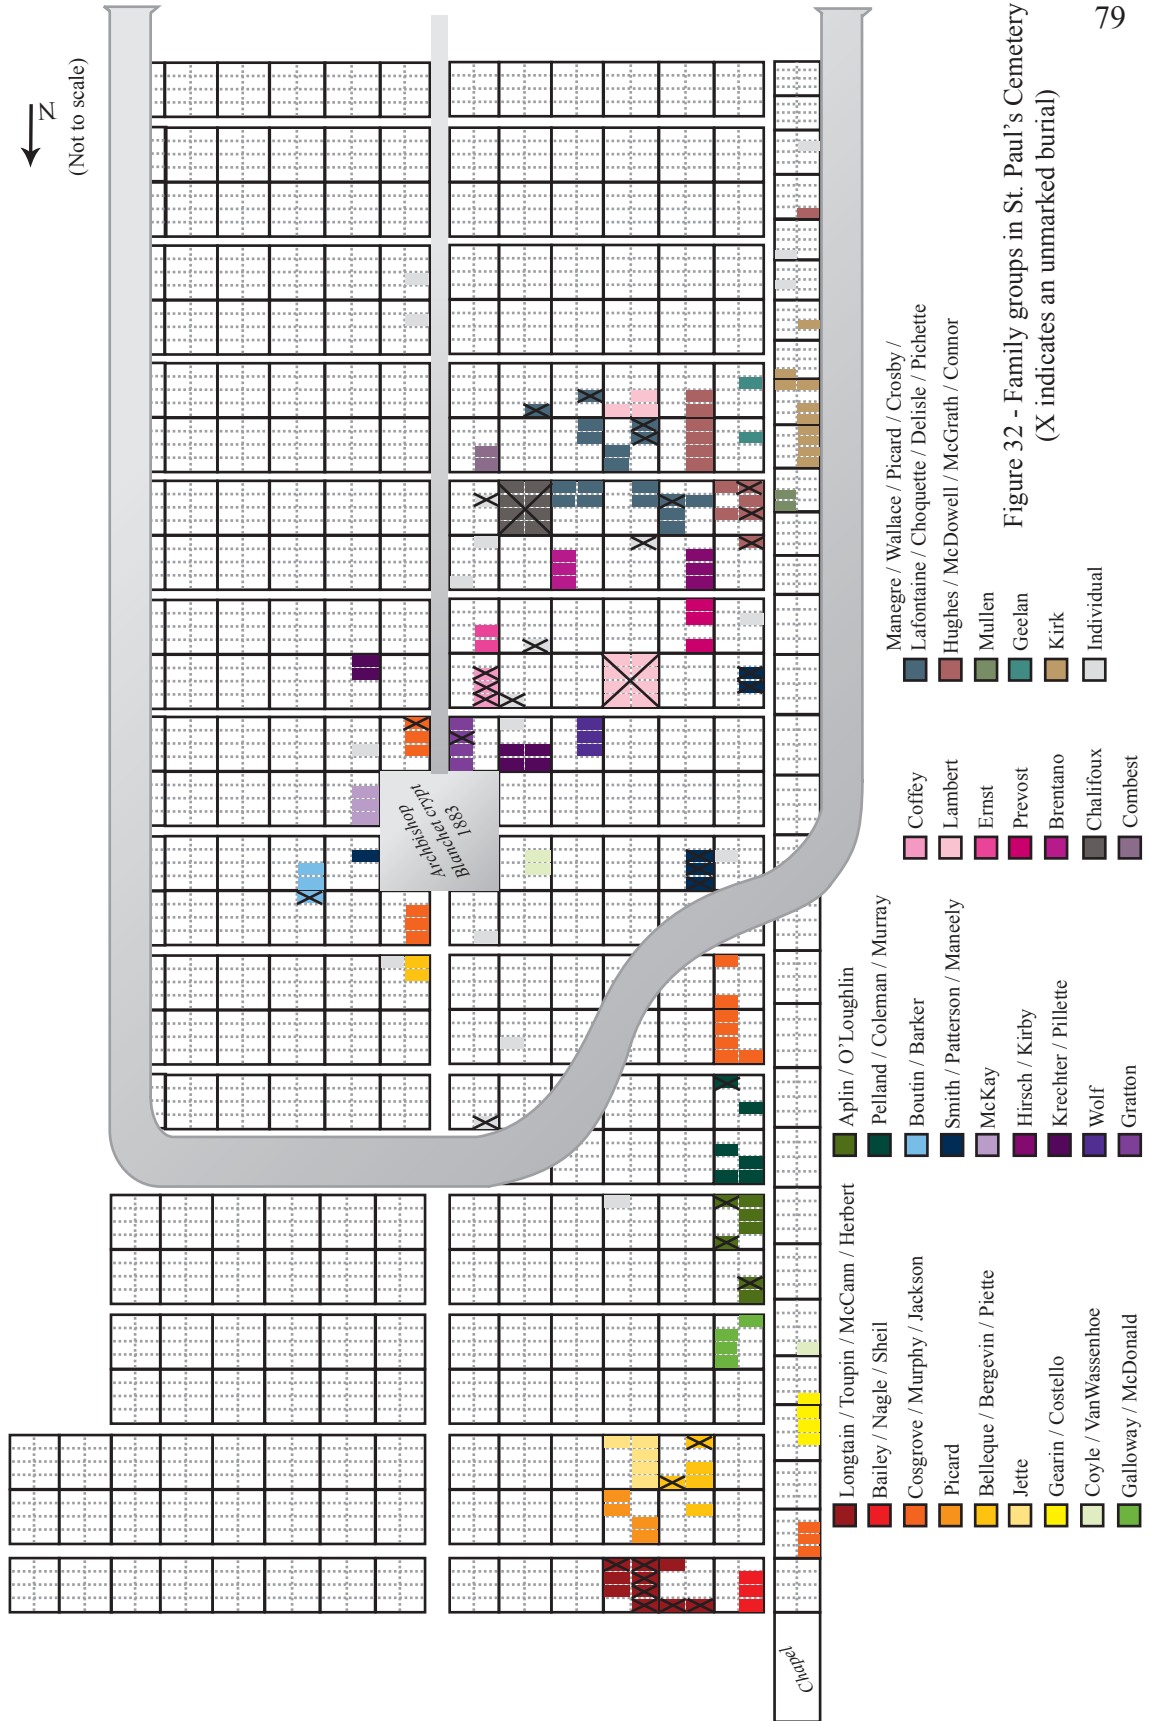 79
N
(Not to scale)
Archbishop
Blanchet crypt
1883
Chapel
Longtain / Toupin / McCann / Herbert
Bailey / Nagle / Sheil
Cosgrove / Murphy / Jackson
Picard
Belleque / Bergevin / Piette
Jette
Gearin / Costello
Coyle / VanWassenhoe
Galloway / McDonald
Aplin / O'Loughlin
Pelland / Coleman / Murray
Boutin / Barker
Smith / Patterson / Maneely
McKay
Hirsch / Kirby
Krechter / Pillette
Wolf
Gratton
Coffey
Lambert
Ernst
Prevost
Brentano
Chalifoux
Combest
Manegre / Wallace / Picard / Crosby /
Lafontaine / Choquette / Delisle / Pichette
Hughes / McDowell / McGrath / Connor
Mullen
Geelan
Kirk
Individual
Figure 32 - Family groups in St. Paul's Cemetery
(X indicates an unmarked burial)